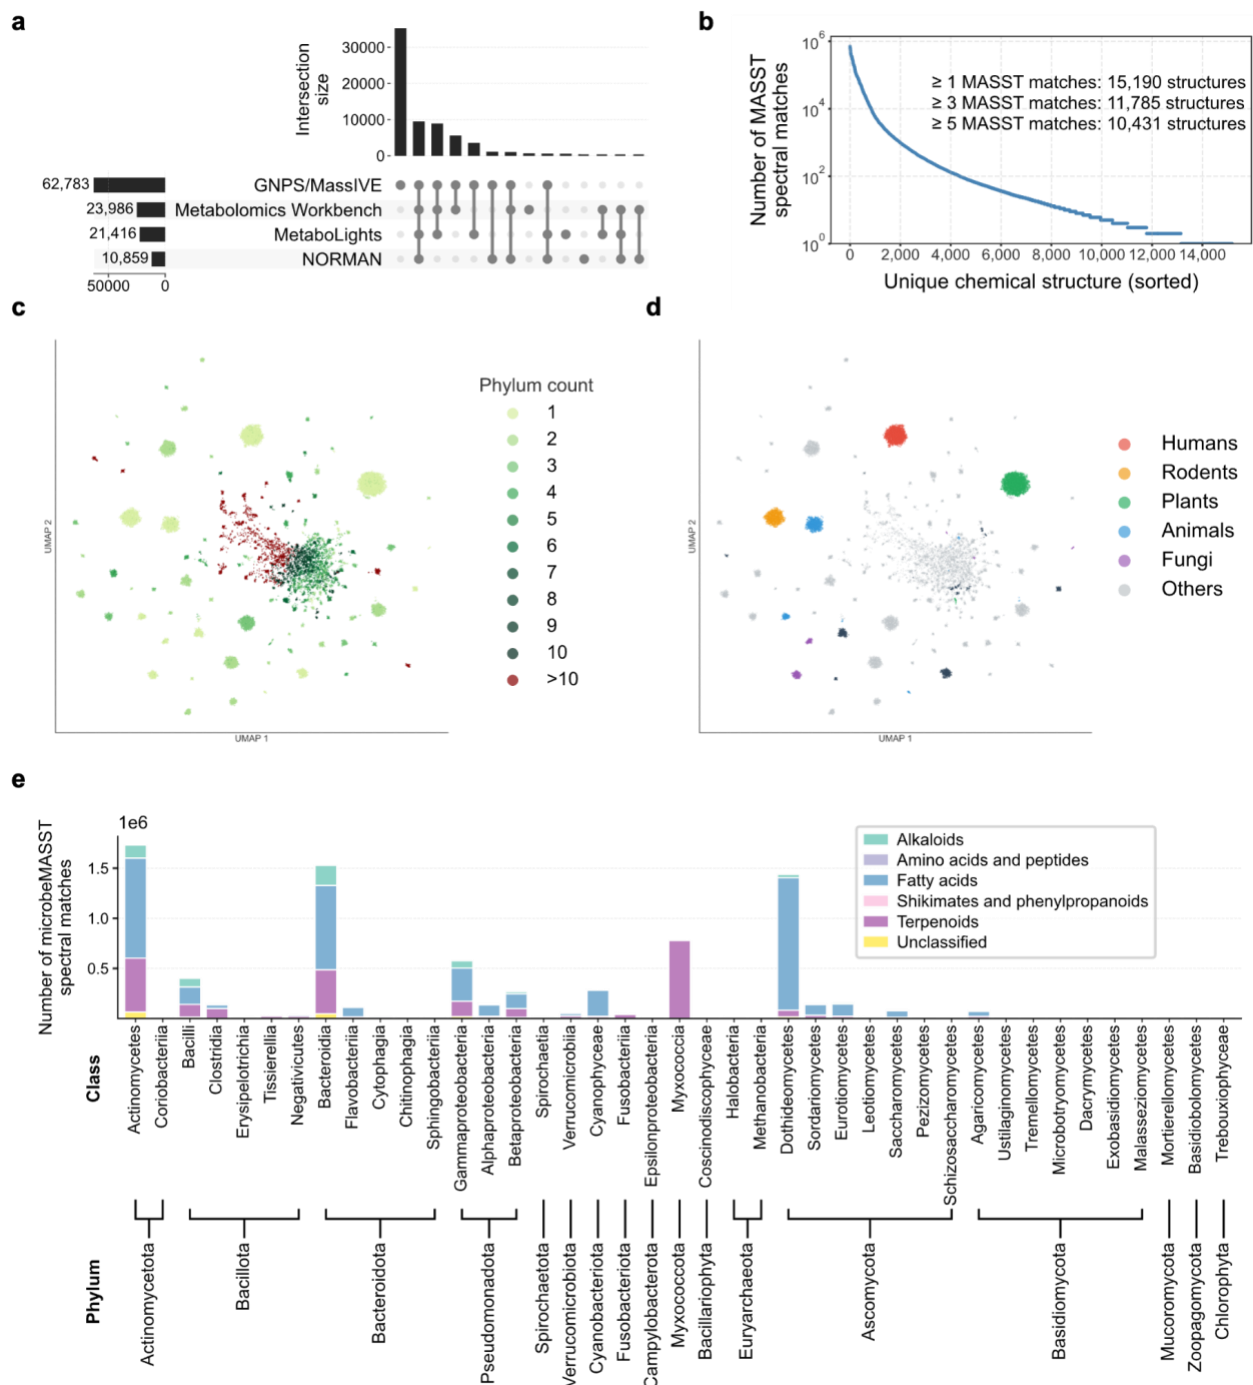 a
Intersection
size
30000
20000
10000
0
62,783
GNPS/MassIVE
23,986
Metabolomics Workbench
21,416
MetaboLights
10,859
NORMAN
50000
0
b
Number of MASST
spectral matches
10^6
10^4
10^2
10^0
≥ 1 MASST matches: 15,190 structures
≥ 3 MASST matches: 11,785 structures
≥ 5 MASST matches: 10,431 structures
0
2,000
4,000
6,000
8,000
10,000
12,000
14,000
Unique chemical structure (sorted)
c
UMAP 2
UMAP 1
Phylum count
1
2
3
4
5
6
7
8
9
10
>10
d
UMAP 2
UMAP 1
Humans
Rodents
Plants
Animals
Fungi
Others
e
Number of microbeMASST
spectral matches
1e6
1.5
1.0
0.5
Alkaloids
Amino acids and peptides
Fatty acids
Shikimates and phenylpropanoids
Terpenoids
Unclassified
Class
Actinomycetes
Coriobacteriia
Bacilli
Clostridia
Erysipelotrichia
Tissierellia
Negativicutes
Bacteroidia
Flavobacteriia
Cytophagia
Chitinophagia
Sphingobacteriia
Gammaproteobacteria
Alphaproteobacteria
Betaproteobacteria
Spirochaetia
Verrucomicrobiia
Cyanophyceae
Fusobacteriia
Epsilonproteobacteria
Myxococcia
Coscinodiscophyceae
Halobacteria
Methanobacteria
Dothideomycetes
Sordariomycetes
Eurotiomycetes
Leotiomycetes
Saccharomycetes
Pezizomycetes
Schizosaccharomycetes
Agaricomycetes
Ustilaginomycetes
Tremellomycetes
Microbotryomycetes
Dacrymycetes
Exobasidiomycetes
Malasseziomycetes
Mortierellomycetes
Basidiobolomycetes
Trebouxiophyceae
Phylum
Actinomycetota
Bacillota
Bacteroidota
Pseudomonadota
Spirochaetota
Verrucomicrobiota
Cyanobacteriota
Fusobacteriota
Campylobacterota
Myxococcota
Bacillariophyta
Euryarchaeota
Ascomycota
Basidiomycota
Mucoromycota
Zoopagomycota
Chlorophyta